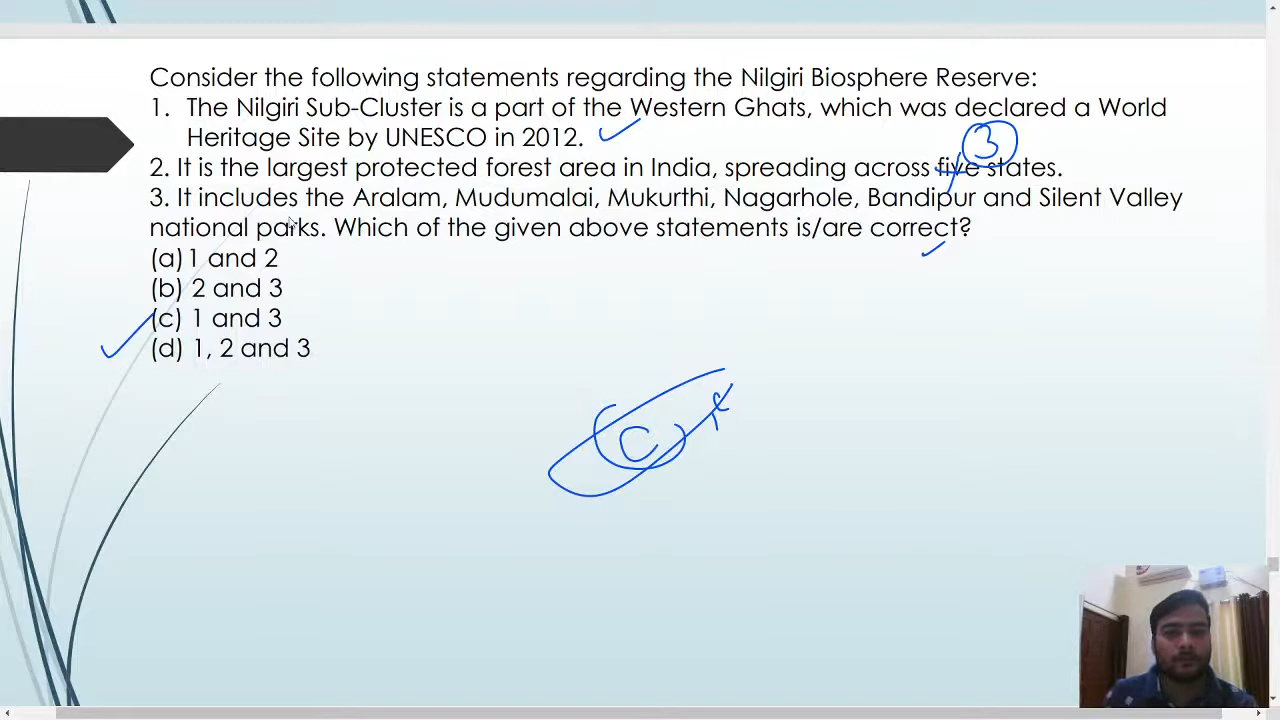 Consider the following statements regarding the Nilgiri Biosphere Reserve:
1. The Nilgiri Sub-Cluster is a part of the Western Ghats, which was declared a World
Heritage Site by UNESCO in 2012.
3
2. It is the largest protected forest area in India, spreading across five states.
3. It includes the Aralam, Mudumalai, Mukurthi, Nagarhole, Bandipur and Silent Valley
national parks. Which of the given above statements is/are correct?
(a) 1 and 2
(b) 2 and 3
(c) 1 and 3
(d) 1, 2 and 3
C